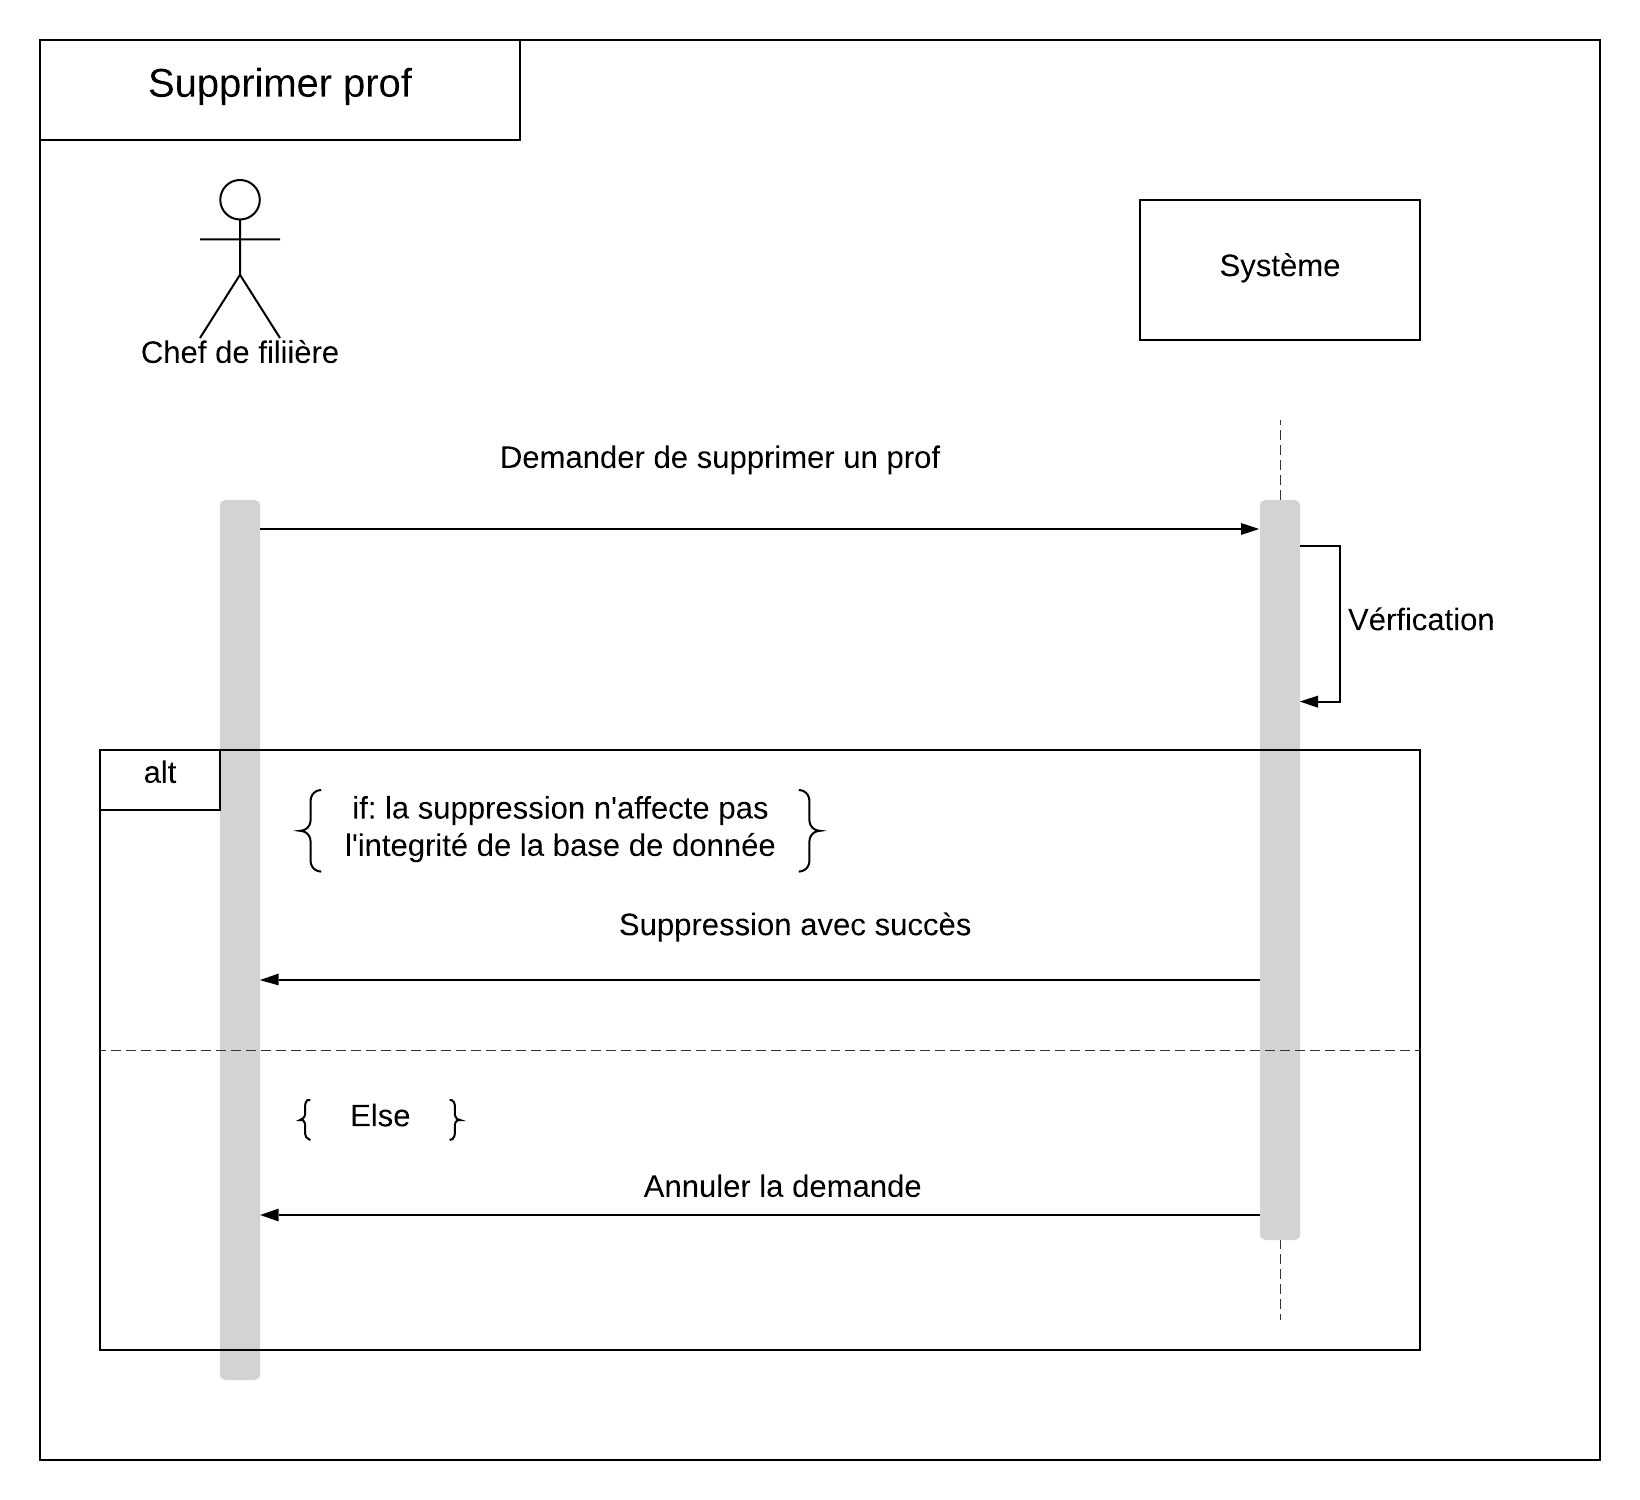 Supprimer prof
Système
Chef de filiière
Demander de supprimer un prof
Vérfication
alt
if: la suppression n'affecte pas
l'integrité de la base de donnée
Suppression avec succès
Else
Annuler la demande